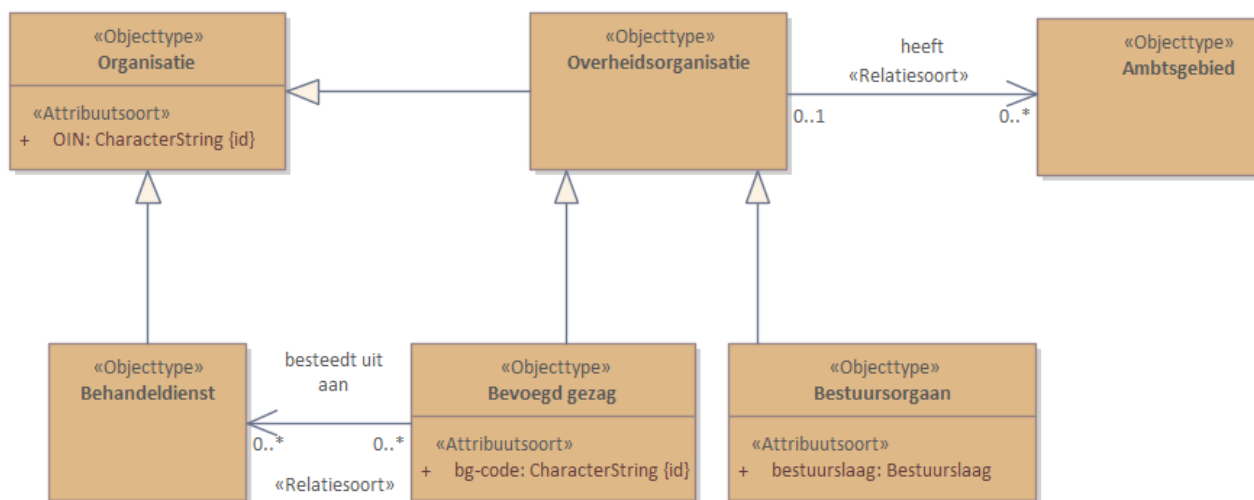 «Objecttype»
Organisatie
«Attribuutsoort»
+ OIN: CharacterString {id}
«Objecttype»
Overheidsorganisatie
heeft
«Relatiesoort»
0..1
0..*
«Objecttype»
Ambtsgebied
«Objecttype»
Behandeldienst
besteedt uit
aan
0..*
0..*
«Relatiesoort»
«Objecttype»
Bevoegd gezag
«Attribuutsoort»
+ bg-code: CharacterString {id}
«Objecttype»
Bestuursorgaan
«Attribuutsoort»
+ bestuurslaag: Bestuurslaag